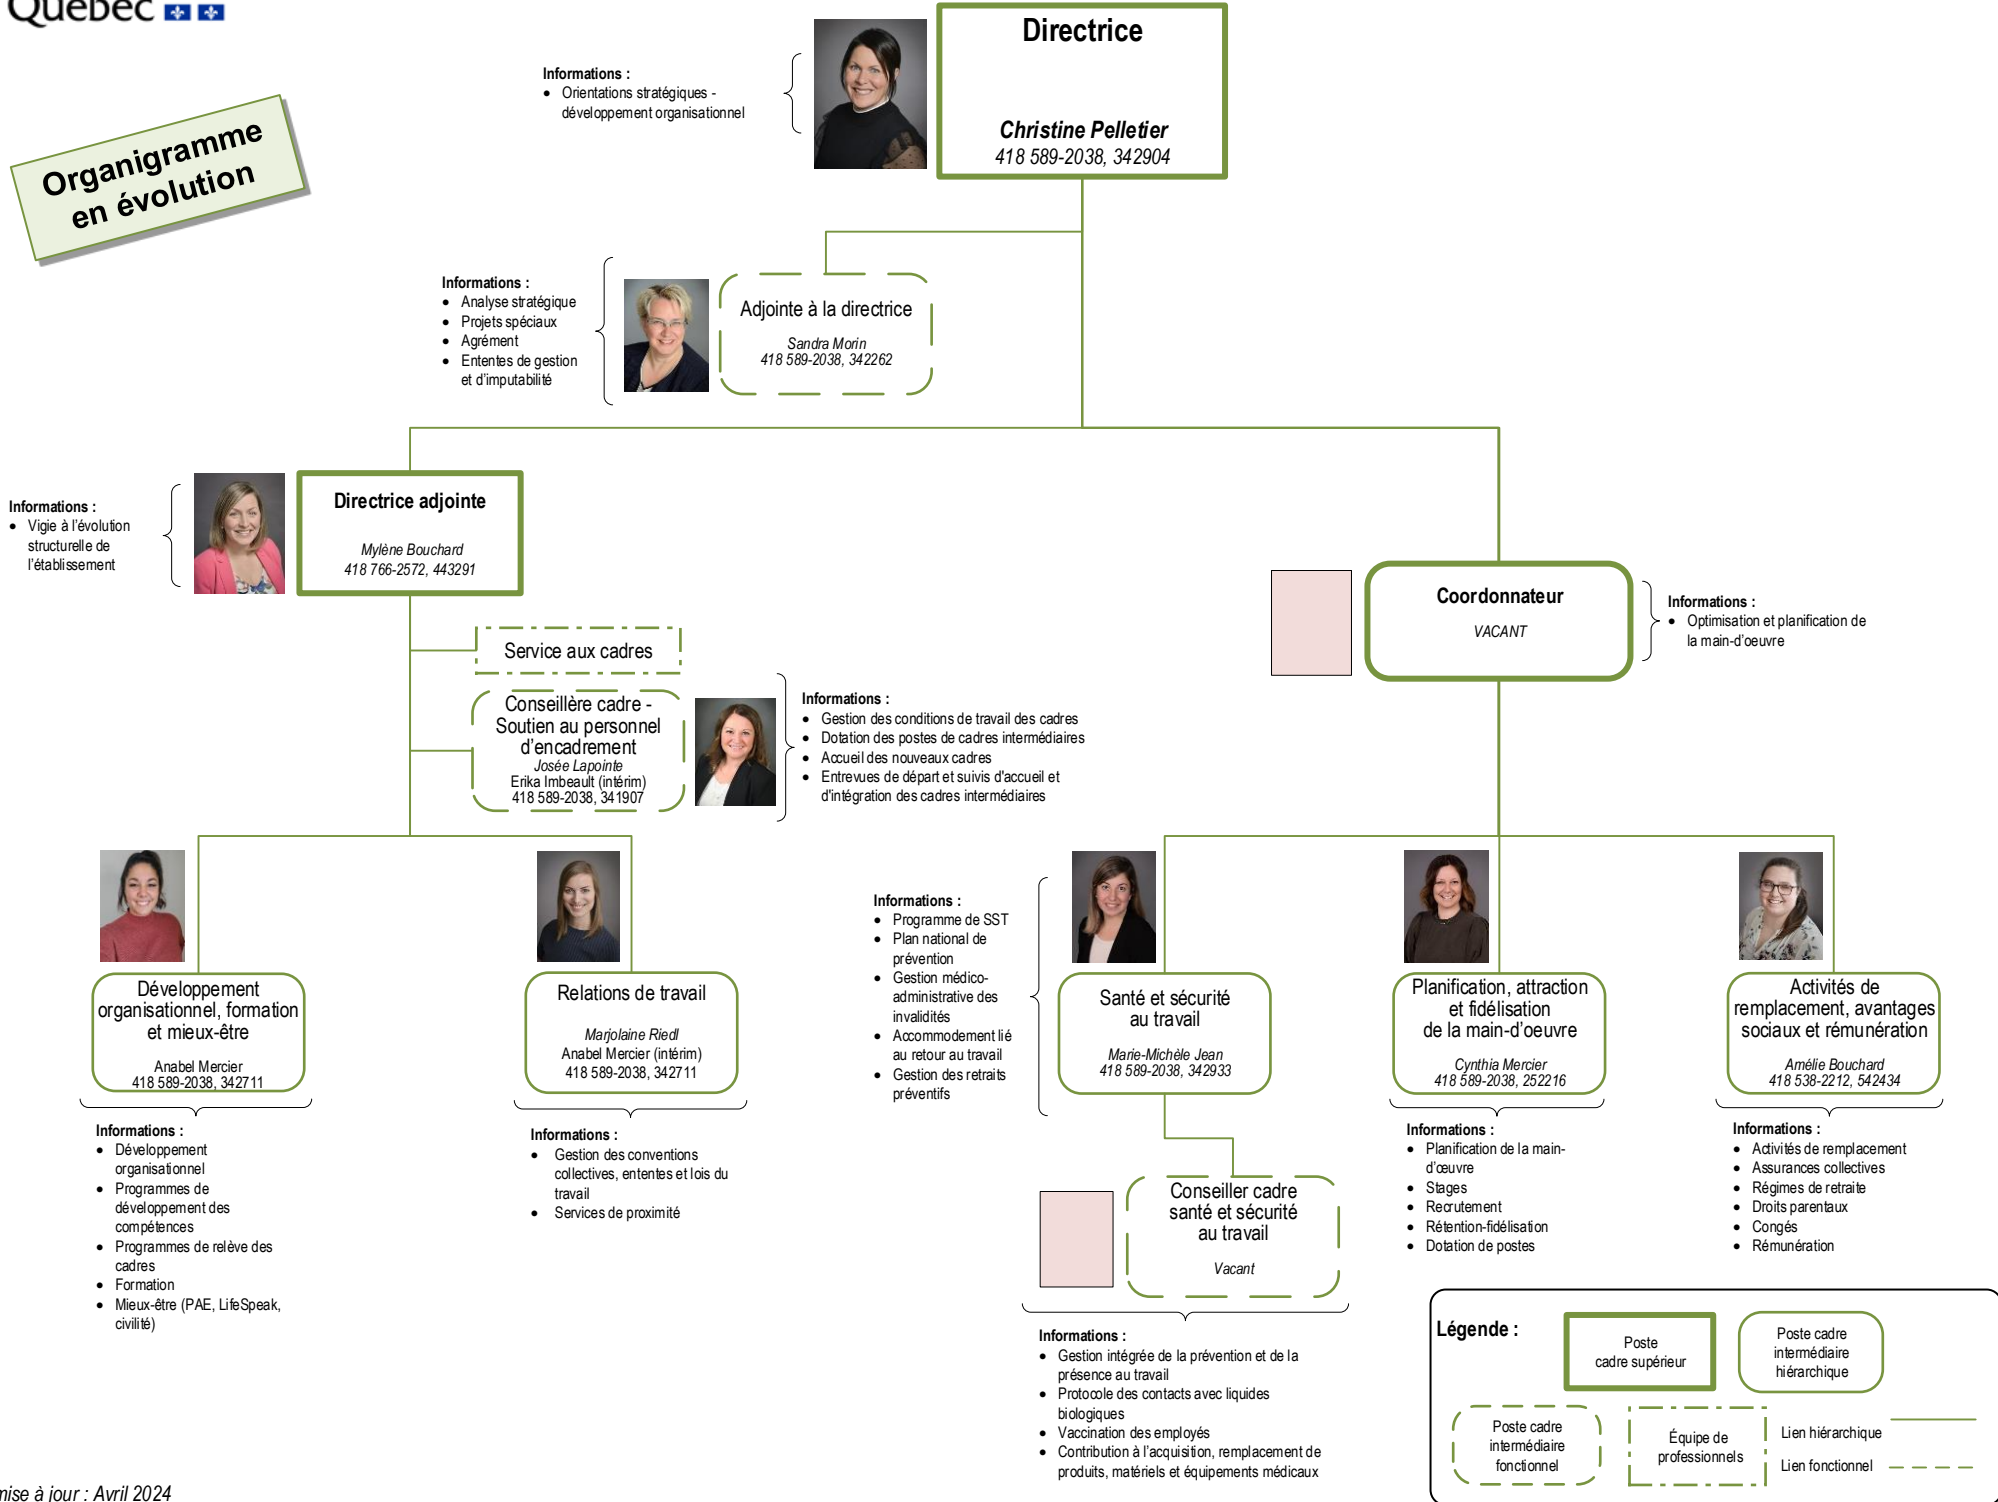 Québec
Organigramme
en évolution
Directrice
Christine Pelletier
418 589-2038, 342904
Informations :
• Orientations stratégiques -
développement organisationnel
Informations :
• Analyse stratégique
• Projets spéciaux
• Agrément
• Ententes de gestion
et d'imputabilité
Adjointe à la directrice
Sandra Morin
418 589-2038, 342262
Informations :
• Vigie à l'évolution
structurelle de
l'établissement
Directrice adjointe
Mylène Bouchard
418 766-2572, 443291
Coordonnateur
VACANT
Informations :
• Optimisation et planification de
la main-d'oeuvre
Service aux cadres
Conseillère cadre -
Soutien au personnel
d'encadrement
Josée Lapointe
Erika Imbeault (intérim)
418 589-2038, 341907
Informations :
• Gestion des conditions de travail des cadres
• Dotation des postes de cadres intermédiaires
• Accueil des nouveaux cadres
• Entrevues de départ et suivis d'accueil et
d'intégration des cadres intermédiaires
Développement
organisationnel, formation
et mieux-être
Anabel Mercier
418 589-2038, 342711
Informations :
• Développement
organisationnel
• Programmes de
développement des
compétences
• Programmes de relève des
cadres
• Formation
• Mieux-être (PAE, LifeSpeak,
civilité)
Relations de travail
Marjolaine Riedl
Anabel Mercier (intérim)
418 589-2038, 342711
Informations :
• Gestion des conventions
collectives, ententes et lois du
travail
• Services de proximité
Informations :
• Programme de SST
• Plan national de
prévention
• Gestion médico-
administrative des
invalidités
• Accommodement lié
au retour au travail
• Gestion des retraits
préventifs
Santé et sécurité
au travail
Marie-Michèle Jean
418 589-2038, 342933
Conseiller cadre
santé et sécurité
au travail
Vacant
Informations :
• Gestion intégrée de la prévention et de la
présence au travail
• Protocole des contacts avec liquides
biologiques
• Vaccination des employés
• Contribution à l'acquisition, remplacement de
produits, matériels et équipements médicaux
Planification, attraction
et fidélisation
de la main-d'oeuvre
Cynthia Mercier
418 589-2038, 252216
Informations :
• Planification de la main-
d'œuvre
• Stages
• Recrutement
• Rétention-fidélisation
• Dotation de postes
Activités de
remplacement, avantages
sociaux et rémunération
Amélie Bouchard
418 538-2212, 542434
Informations :
• Activités de remplacement
• Assurances collectives
• Régimes de retraite
• Droits parentaux
• Congés
• Rémunération
Légende :
Poste
cadre supérieur
Poste cadre
intermédiaire
hiérarchique
Poste cadre
intermédiaire
fonctionnel
Équipe de
professionnels
Lien hiérarchique
Lien fonctionnel
mise à jour : Avril 2024